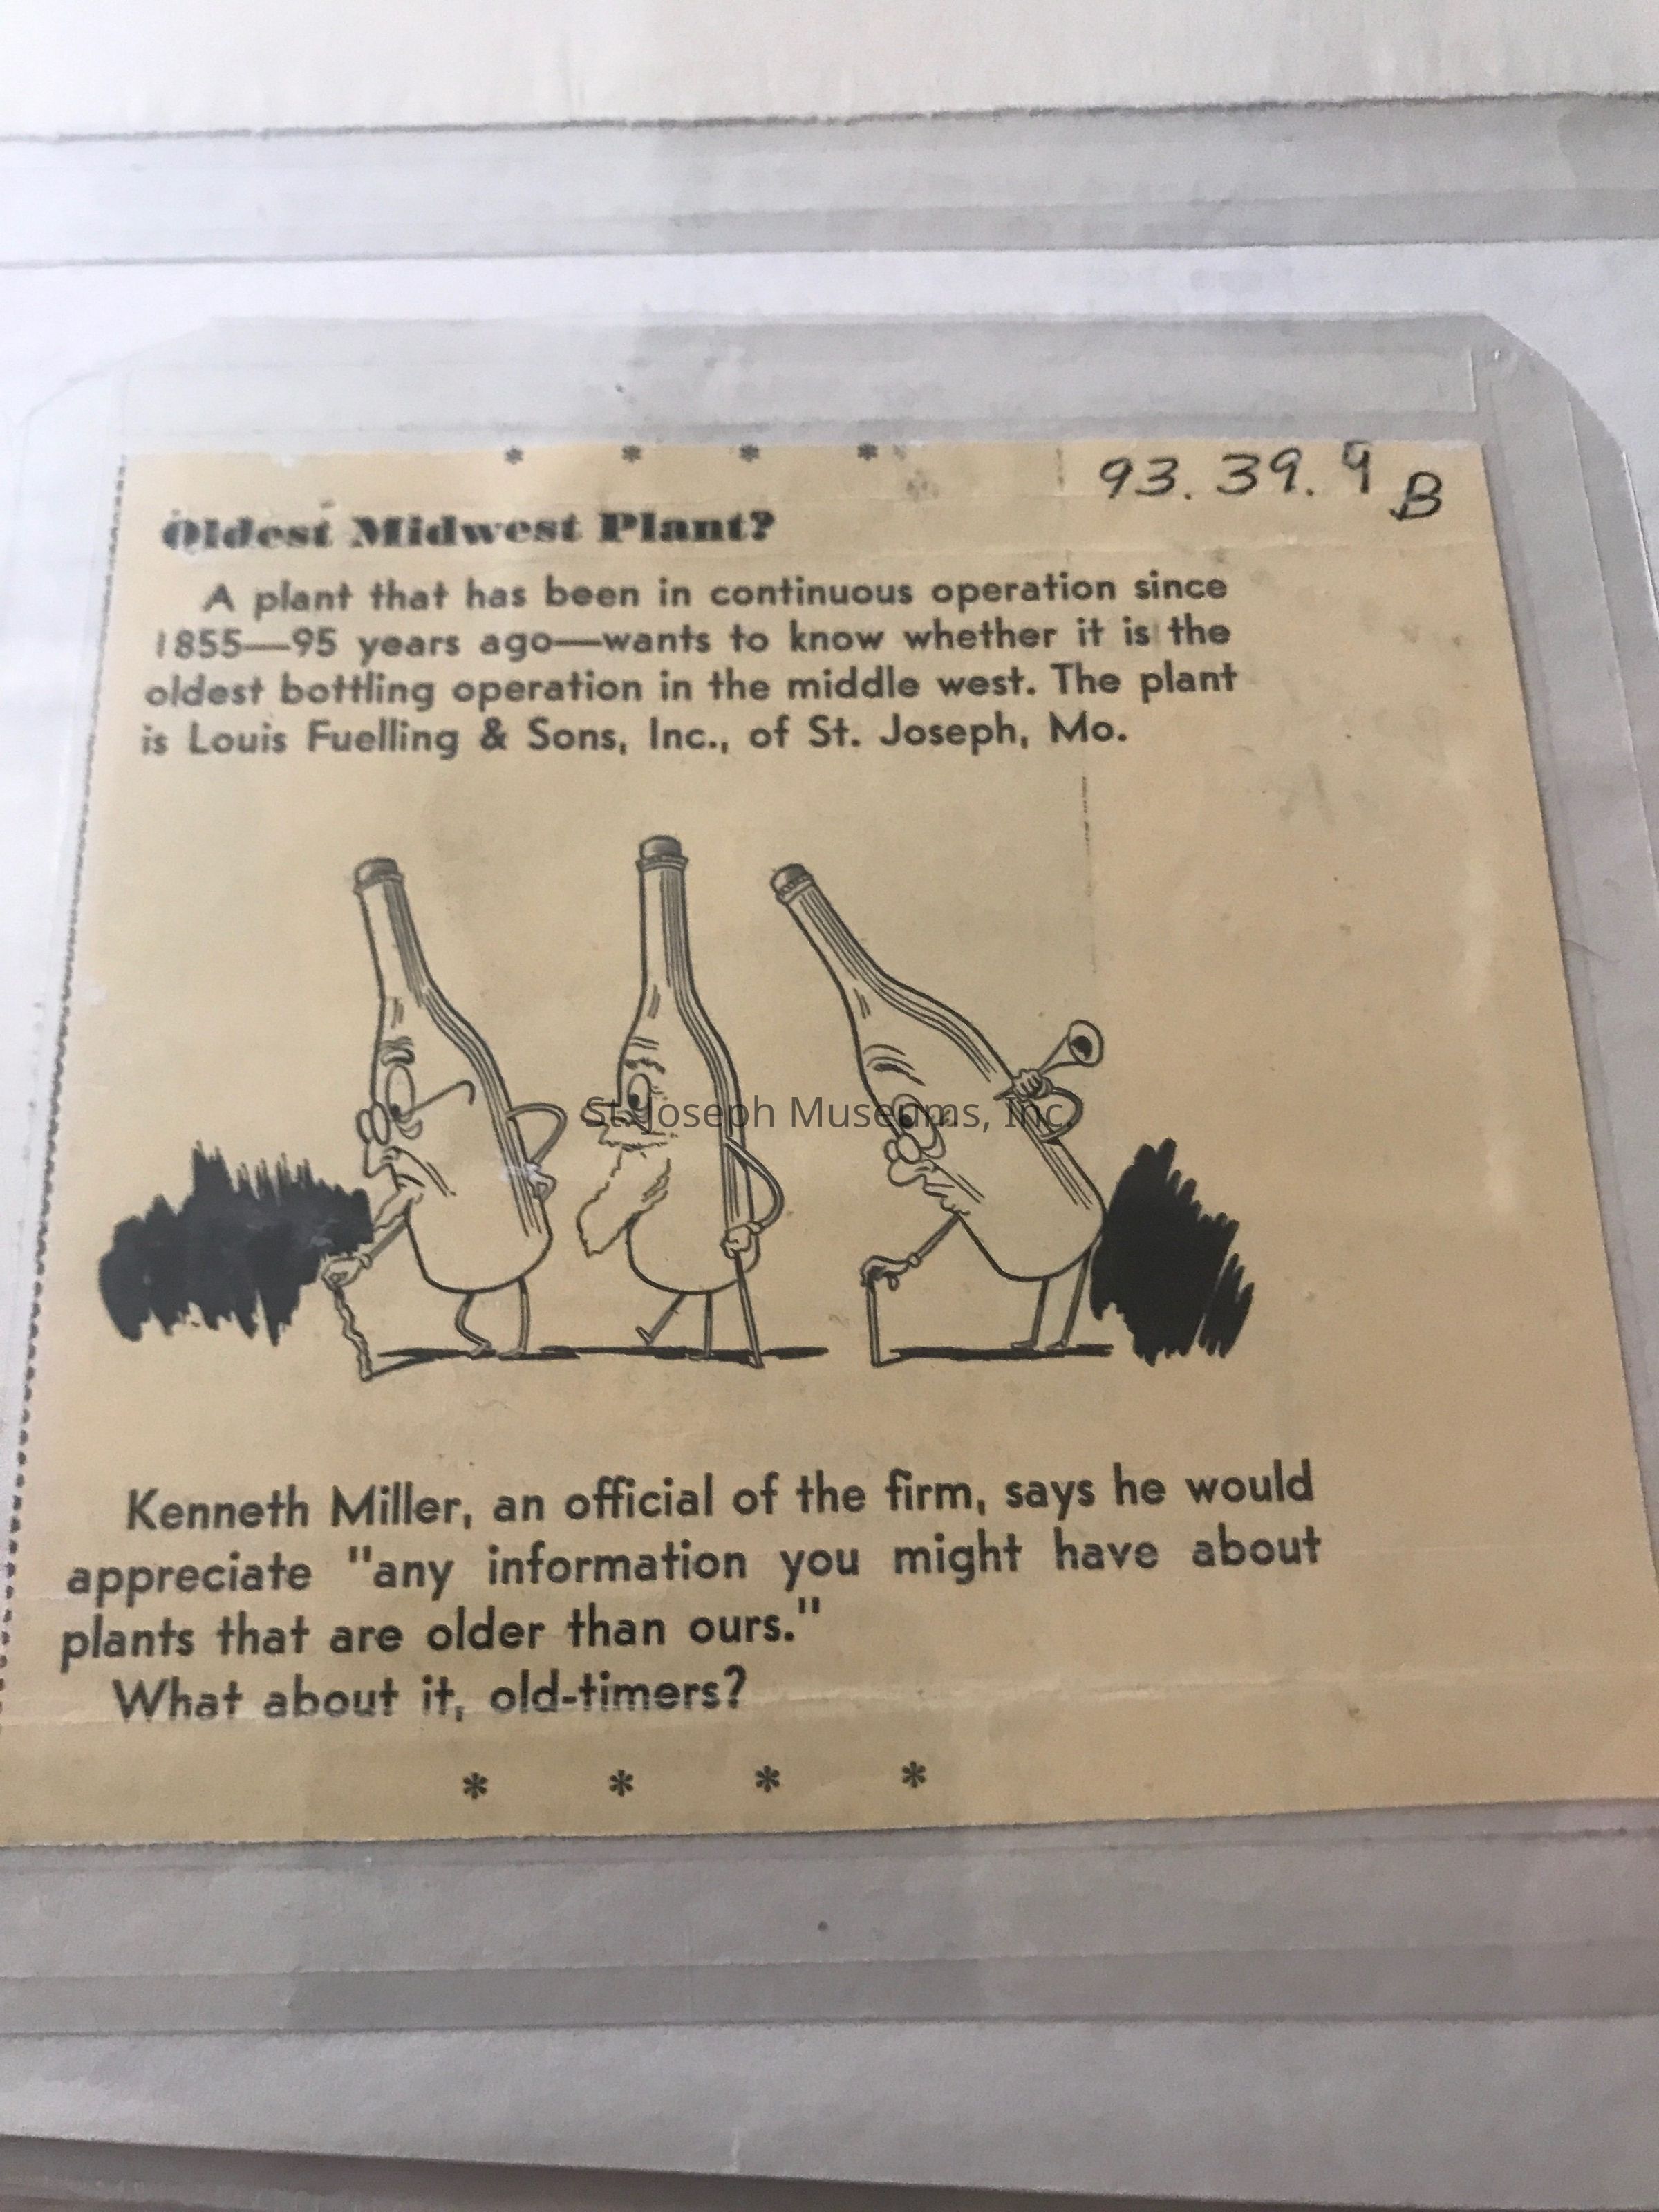 * * * *
93.39.9 B
Oldest Midwest Plant?
A plant that has been in continuous operation since
1855—95 years ago—wants to know whether it is the
oldest bottling operation in the middle west. The plant
is Louis Fuelling & Sons, Inc., of St. Joseph, Mo.
St. Joseph Museums, Inc.
Kenneth Miller, an official of the firm, says he would
appreciate "any information you might have about
plants that are older than ours."
What about it, old-timers?
* * * *